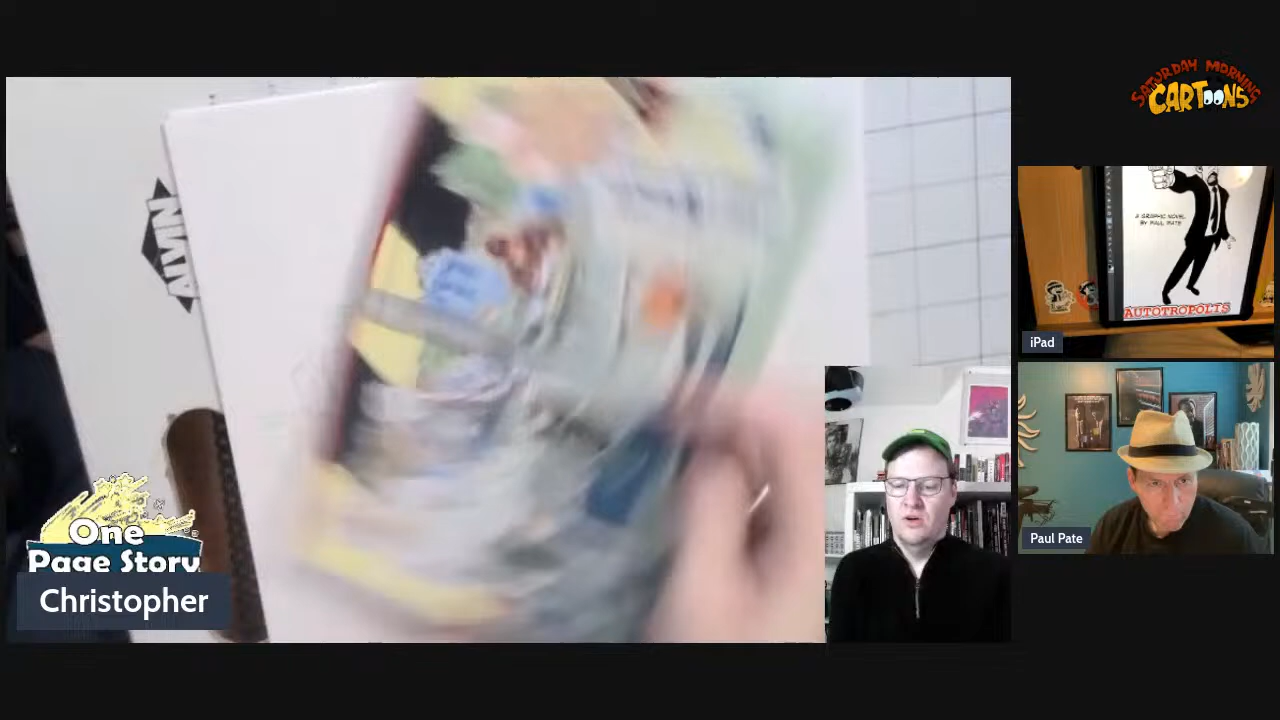 SATURDAY MORNING
CARTOONS
ALVIN
A GRAPHIC NOVEL
BY PAUL PATE
AUTOTROPOLIS
iPad
One
Page Story
Christopher
Paul Pate